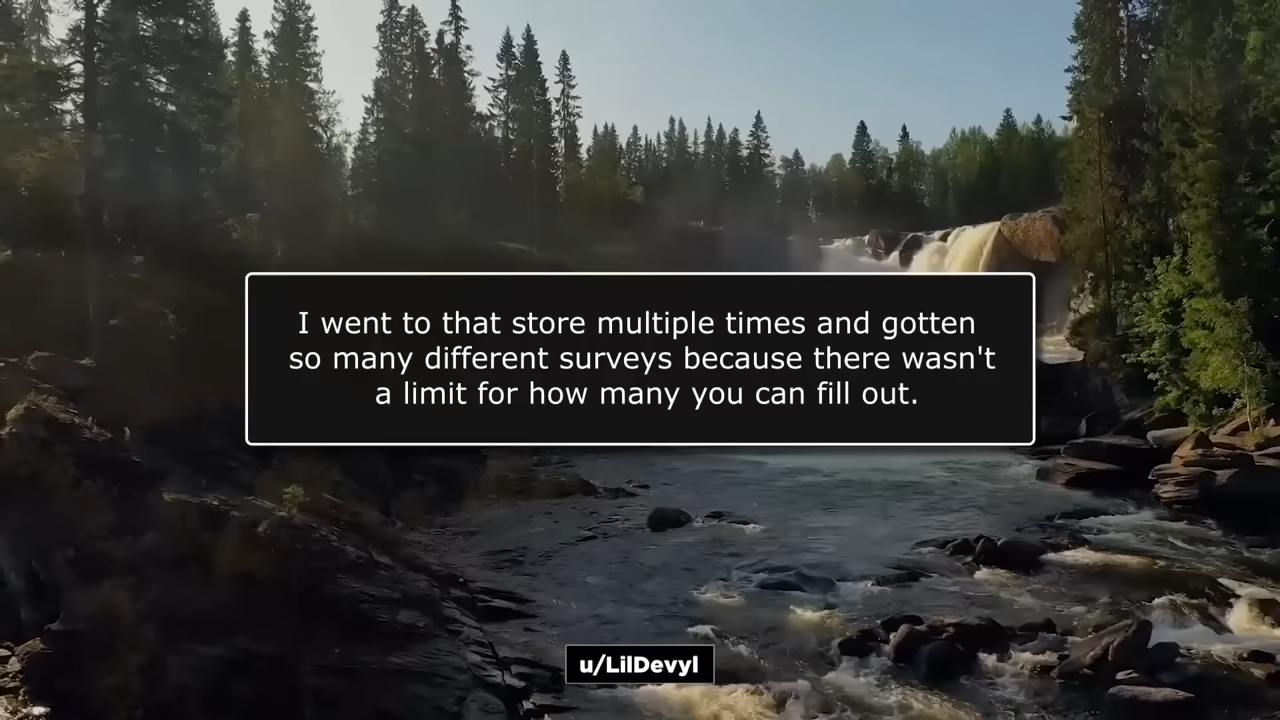 I went to that store multiple times and gotten
so many different surveys because there wasn't
a limit for how many you can fill out.
u/LilDevyl